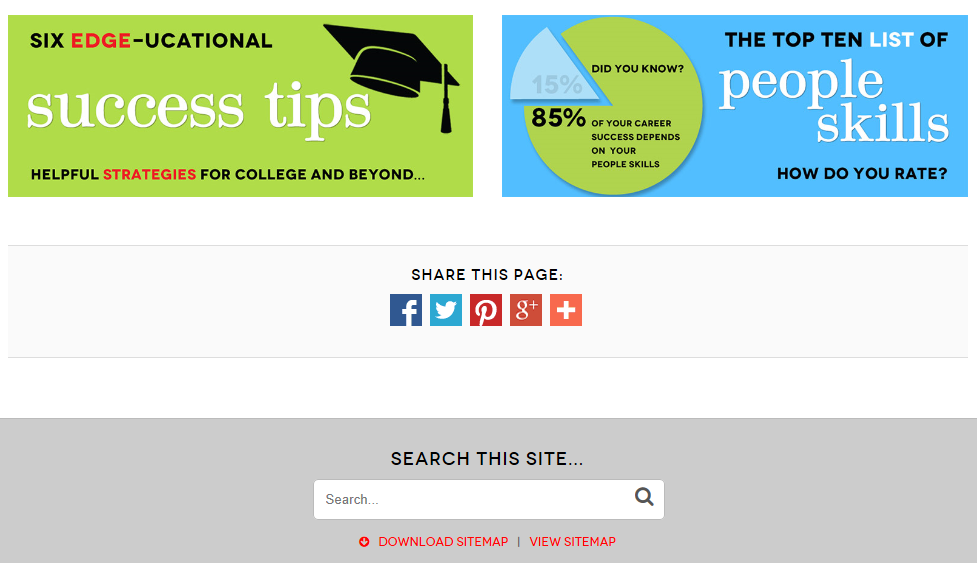 SIX EDGE-UCATIONAL
success tips
HELPFUL STRATEGIES FOR COLLEGE AND BEYOND...
15%
DID YOU KNOW?
85%
OF YOUR CAREER
SUCCESS DEPENDS
ON YOUR
PEOPLE SKILLS
THE TOP TEN LIST OF
people
skills
HOW DO YOU RATE?
SHARE THIS PAGE:
f
g+
SEARCH THIS SITE...
Search...
DOWNLOAD SITEMAP | VIEW SITEMAP